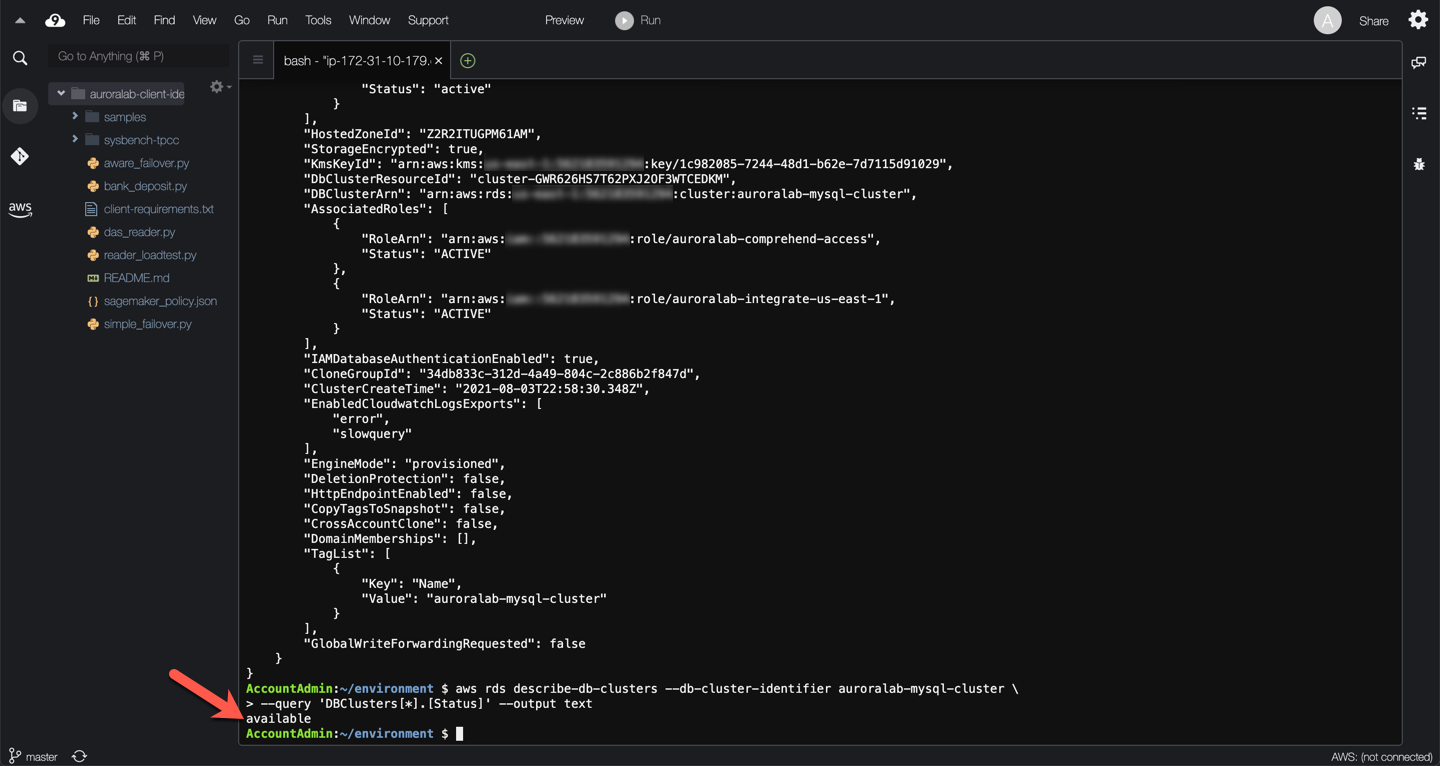 9 File Edit Find View Go Run Tools Window Support Preview Run A Share
Go to Anything (⌘ P)
bash - "ip-172-31-10-179.
auroralab-client-ide
samples
sysbench-tpcc
aware_failover.py
bank_deposit.py
client-requirements.txt
das_reader.py
reader_loadtest.py
README.md
sagemaker_policy.json
simple_failover.py
aws
"Status": "active"
}
],
"HostedZoneId": "Z2R2ITUGPM61AM",
"StorageEncrypted": true,
"KmsKeyId": "arn:aws:kms: :key/1c982085-7244-48d1-b62e-7d7115d91029",
"DbClusterResourceId": "cluster-GWR626HS7T62PXJ2OF3WTCEDKM",
"DBClusterArn": "arn:aws:rds: :cluster:auroralab-mysql-cluster",
"AssociatedRoles": [
{
"RoleArn": "arn:aws: :role/auroralab-comprehend-access",
"Status": "ACTIVE"
},
{
"RoleArn": "arn:aws: :role/auroralab-integrate-us-east-1",
"Status": "ACTIVE"
}
],
"IAMDatabaseAuthenticationEnabled": true,
"CloneGroupId": "34db833c-312d-4a49-804c-2c886b2f847d",
"ClusterCreateTime": "2021-08-03T22:58:30.348Z",
"EnabledCloudwatchLogsExports": [
"error",
"slowquery"
],
"EngineMode": "provisioned",
"DeletionProtection": false,
"HttpEndpointEnabled": false,
"CopyTagsToSnapshot": false,
"CrossAccountClone": false,
"DomainMemberships": [],
"TagList": [
{
"Key": "Name",
"Value": "auroralab-mysql-cluster"
}
],
"GlobalWriteForwardingRequested": false
}
}
AccountAdmin:~/environment $ aws rds describe-db-clusters --db-cluster-identifier auroralab-mysql-cluster \
> --query 'DBClusters[*].[Status]' --output text
available
AccountAdmin:~/environment $
master
AWS: (not connected)